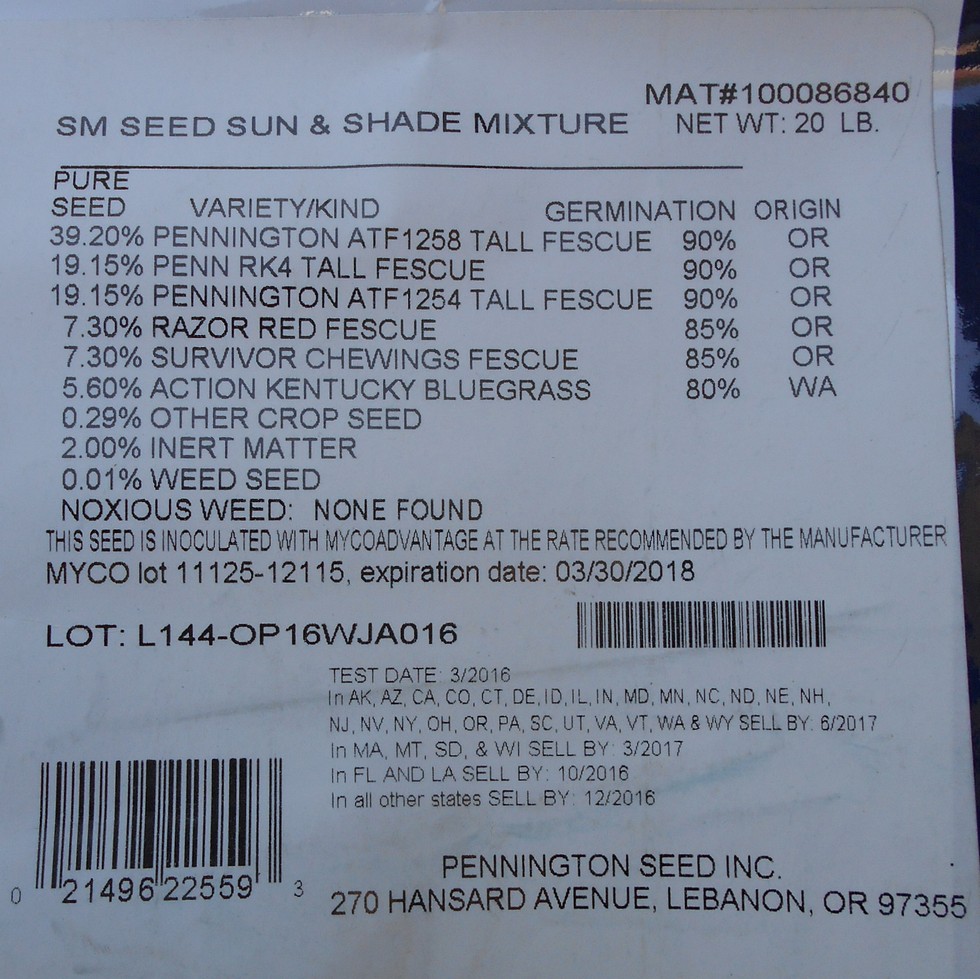 MAT#100086840
SM SEED SUN & SHADE MIXTURE NET WT: 20 LB.
PURE
SEED VARIETY/KIND GERMINATION ORIGIN
39.20% PENNINGTON ATF1258 TALL FESCUE 90% OR
19.15% PENN RK4 TALL FESCUE 90% OR
19.15% PENNINGTON ATF1254 TALL FESCUE 90% OR
7.30% RAZOR RED FESCUE 85% OR
7.30% SURVIVOR CHEWINGS FESCUE 85% OR
5.60% ACTION KENTUCKY BLUEGRASS 80% WA
0.29% OTHER CROP SEED
2.00% INERT MATTER
0.01% WEED SEED
NOXIOUS WEED: NONE FOUND
THIS SEED IS INOCULATED WITH MYCOADVANTAGE AT THE RATE RECOMMENDED BY THE MANUFACTURER
MYCO lot 11125-12115, expiration date: 03/30/2018
LOT: L144-OP16WJA016
TEST DATE: 3/2016
In AK, AZ, CA, CO, CT, DE, ID, IL, IN, MD, MN, NC, ND, NE, NH,
NJ, NV, NY, OH, OR, PA, SC, UT, VA, VT, WA & WY SELL BY: 6/2017
In MA, MT, SD, & WI SELL BY: 3/2017
In FL AND LA SELL BY: 10/2016
In all other states SELL BY: 12/2016
0 21496 22559 3
PENNINGTON SEED INC.
270 HANSARD AVENUE, LEBANON, OR 97355